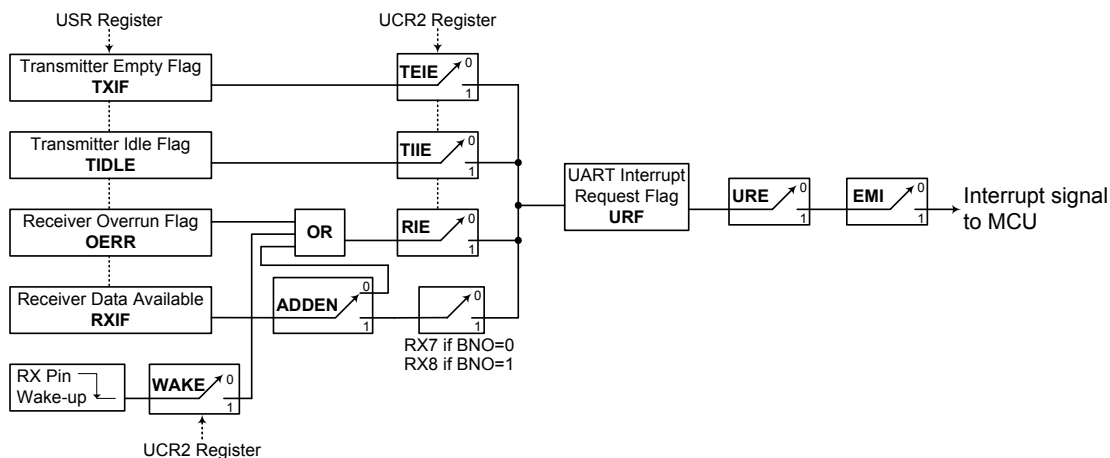 USR Register
UCR2 Register
Transmitter Empty Flag
TXIF
TEIE
0
1
Transmitter Idle Flag
TIDLE
TIIE
0
1
UART Interrupt
Request Flag
URF
URE
0
1
EMI
0
1
Interrupt signal
to MCU
Receiver Overrun Flag
OERR
OR
RIE
0
1
Receiver Data Available
RXIF
ADDEN
0
1
0
1
RX7 if BNO=0
RX8 if BNO=1
RX Pin
Wake-up
WAKE
0
1
UCR2 Register